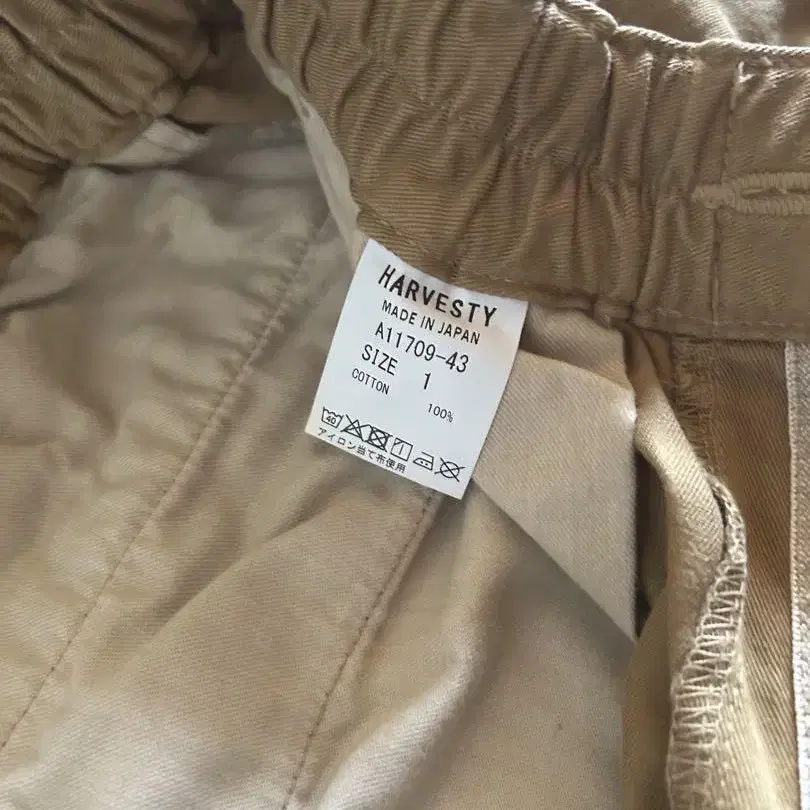 HARVESTY
MADE IN JAPAN
A11709-43
SIZE 1
COTTON 100%
40
アイロン当て布使用